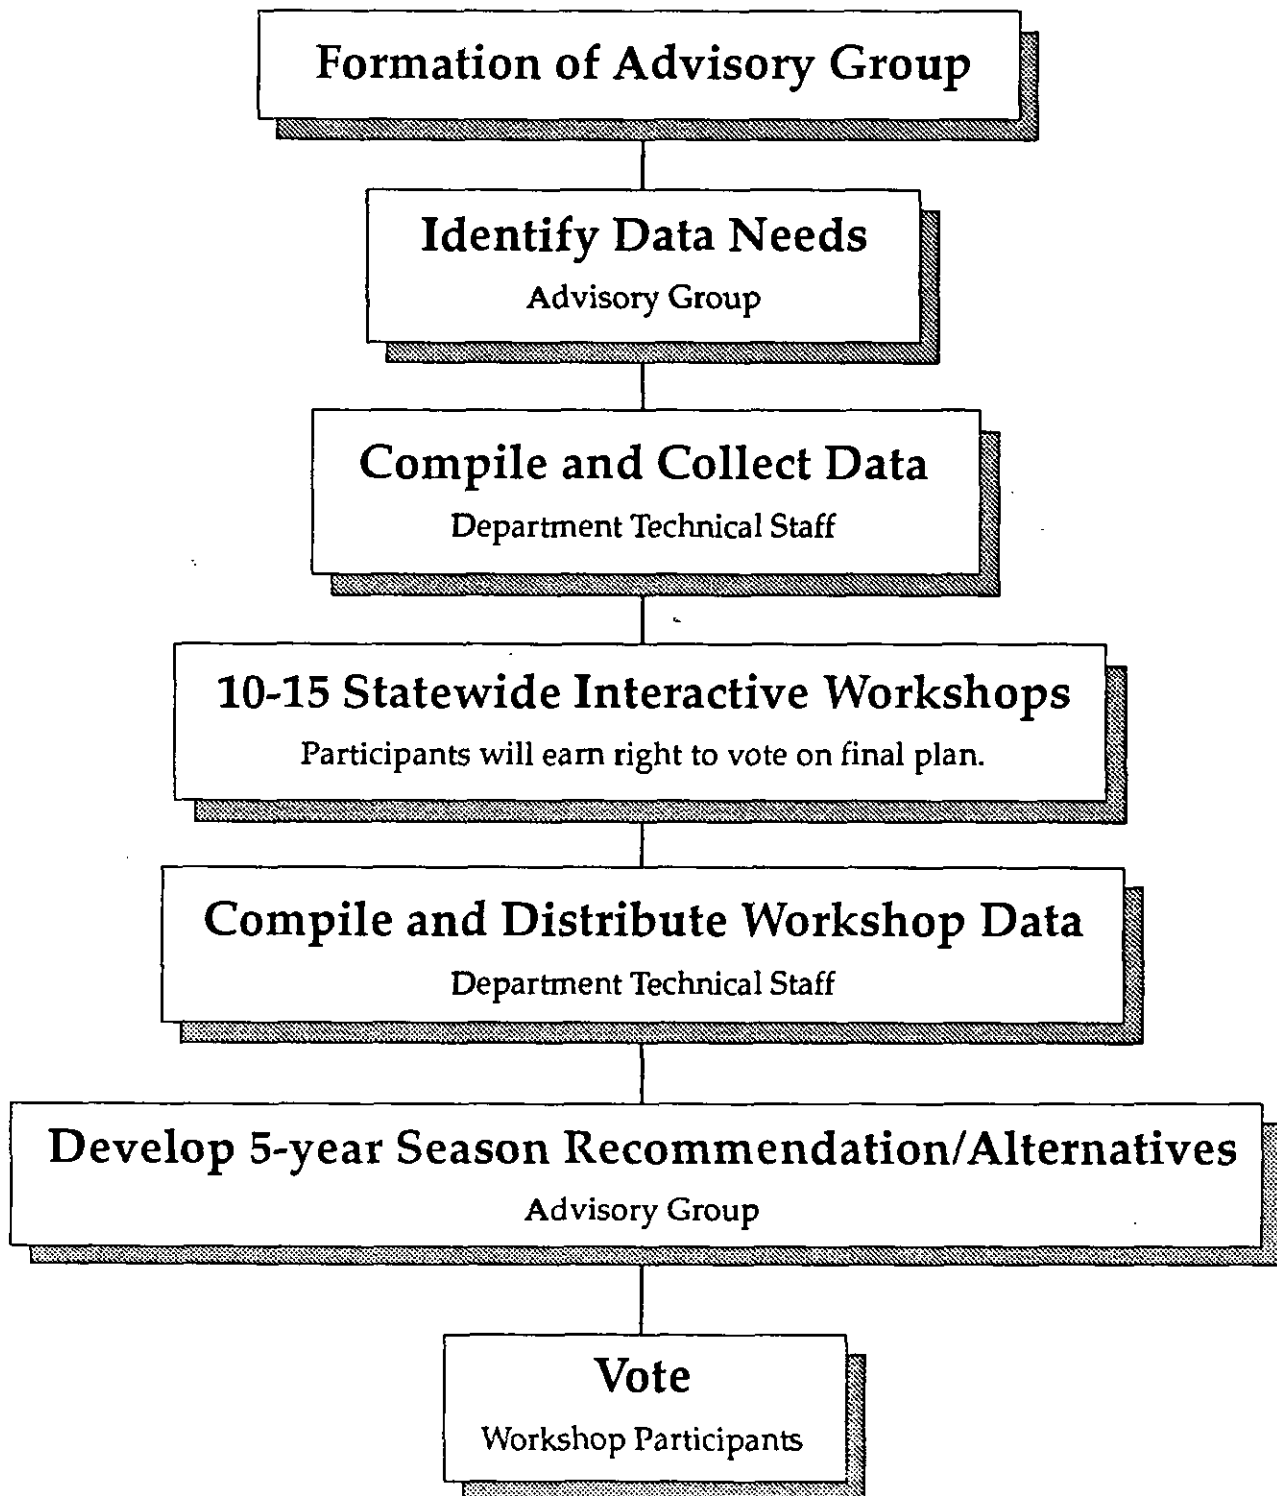 Formation of Advisory Group
Identify Data Needs
Advisory Group
Compile and Collect Data
Department Technical Staff
10-15 Statewide Interactive Workshops
Participants will earn right to vote on final plan.
Compile and Distribute Workshop Data
Department Technical Staff
Develop 5-year Season Recommendation/Alternatives
Advisory Group
Vote
Workshop Participants